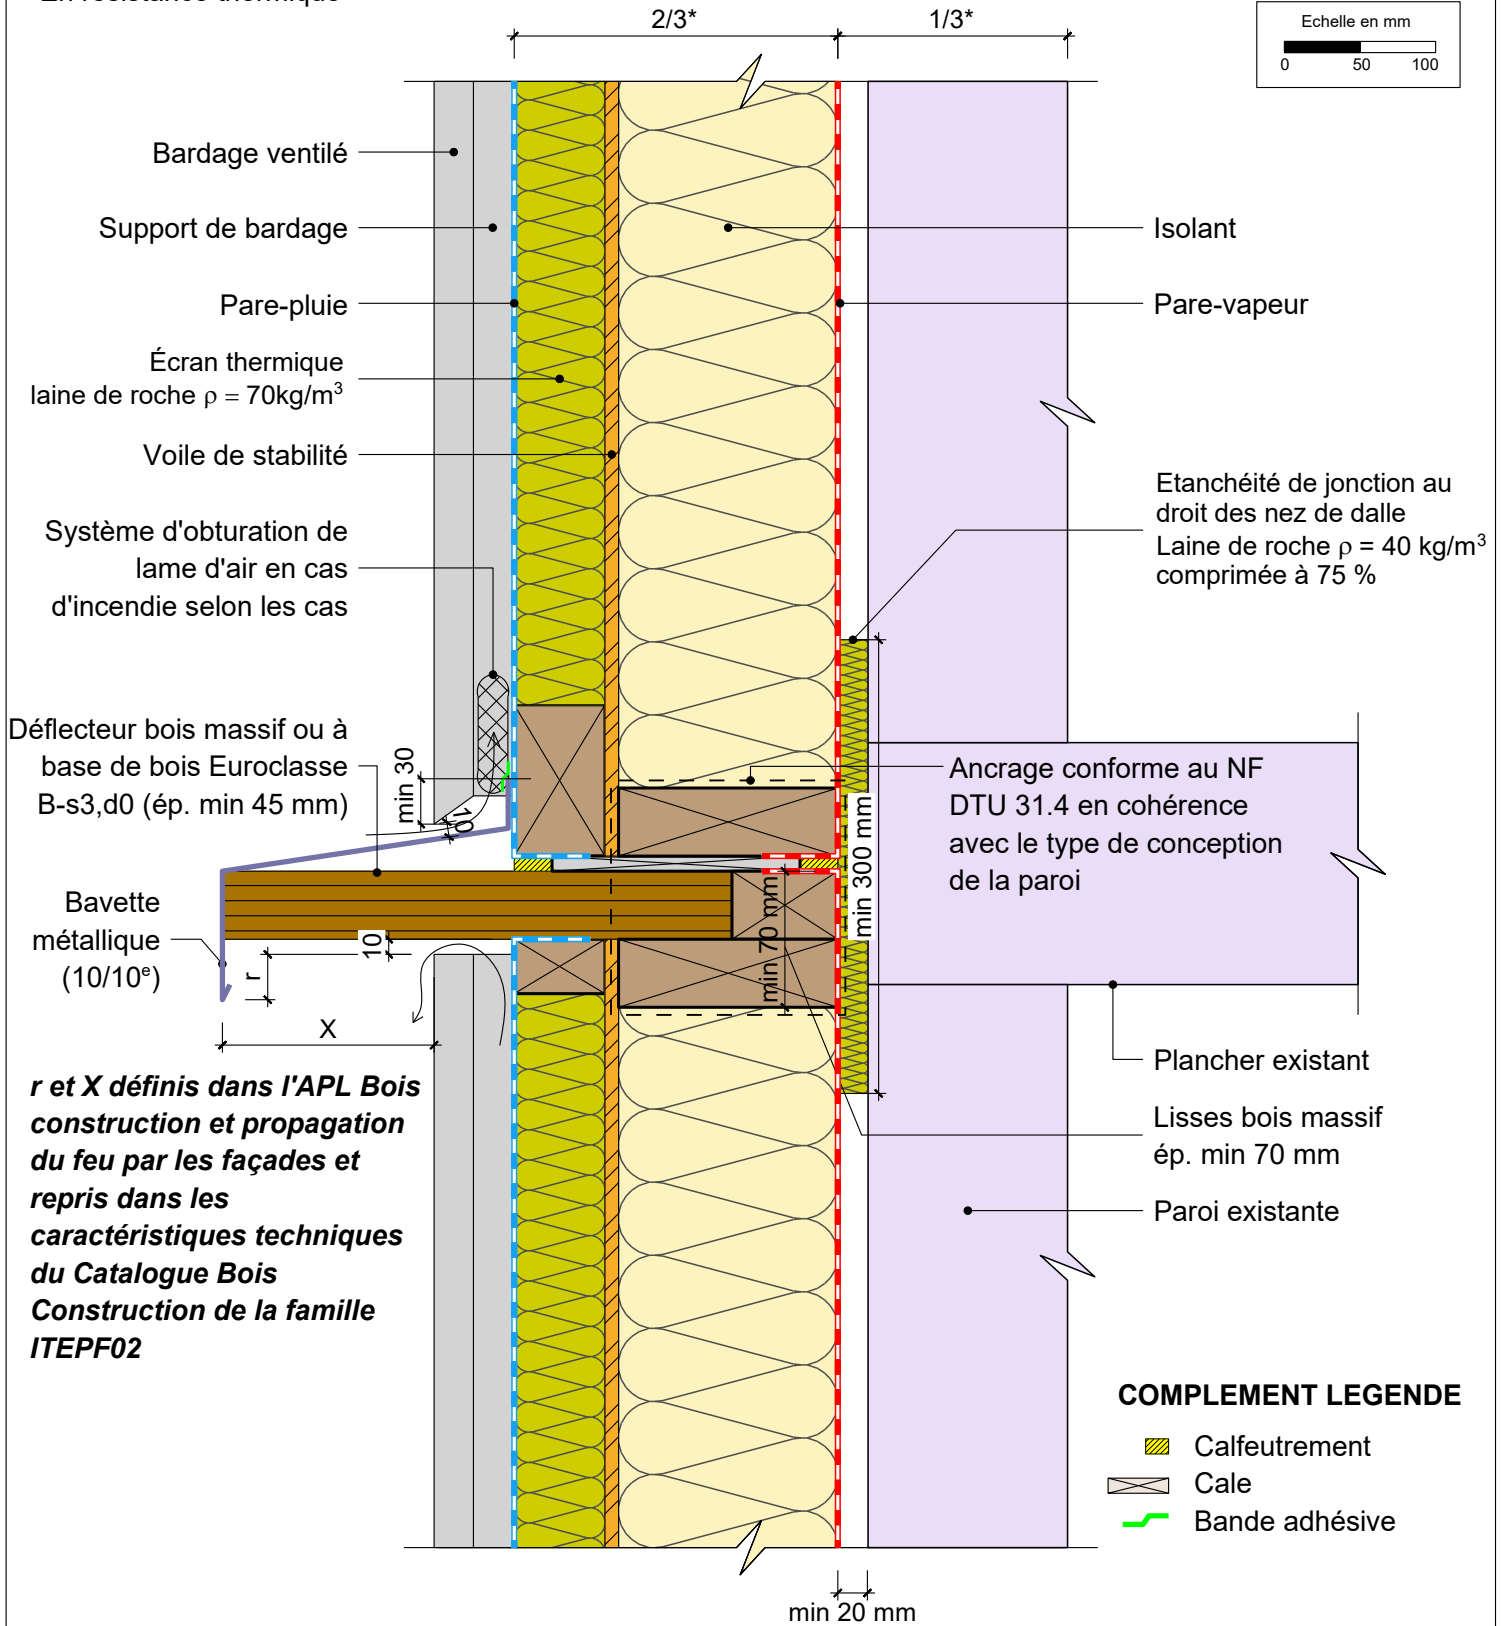 En résistance thermique
2/3*
1/3*
Echelle en mm
0 50 100
Bardage ventilé
Support de bardage
Pare-pluie
Écran thermique
laine de roche ρ = 70kg/m³
Voile de stabilité
Système d'obturation de
lame d'air en cas
d'incendie selon les cas
Déflecteur bois massif ou à
base de bois Euroclasse
B-s3,d0 (ép. min 45 mm)
Bavette
métallique
(10/10ᵉ)
min 30
10
10
r
X
r et X définis dans l'APL Bois
construction et propagation
du feu par les façades et
repris dans les
caractéristiques techniques
du Catalogue Bois
Construction de la famille
ITEPF02
Isolant
Pare-vapeur
Etanchéité de jonction au
droit des nez de dalle
Laine de roche ρ = 40 kg/m³
comprimée à 75 %
Ancrage conforme au NF
DTU 31.4 en cohérence
avec le type de conception
de la paroi
min 300 mm
min 70 mm
Plancher existant
Lisses bois massif
ép. min 70 mm
Paroi existante
COMPLEMENT LEGENDE
Calfeutrement
Cale
Bande adhésive
min 20 mm